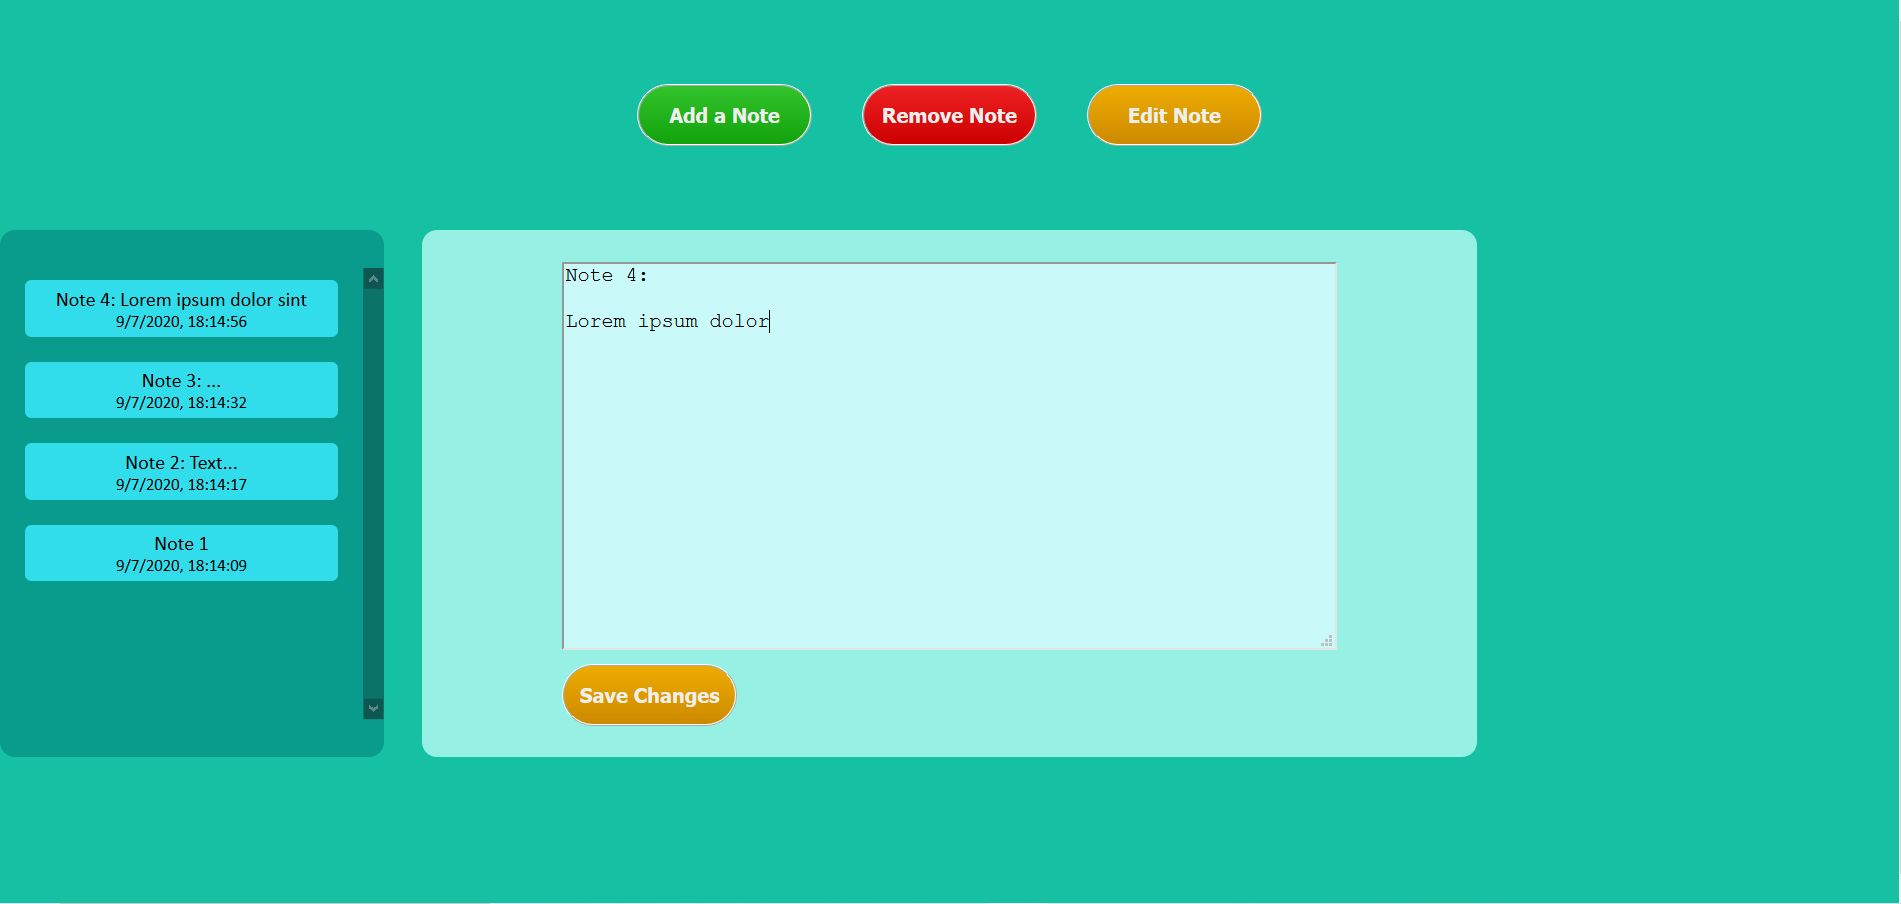 Add a Note
Remove Note
Edit Note
Note 4: Lorem ipsum dolor sint
9/7/2020, 18:14:56
Note 3: ...
9/7/2020, 18:14:32
Note 2: Text...
9/7/2020, 18:14:17
Note 1
9/7/2020, 18:14:09
Note 4:
Lorem ipsum dolor
Save Changes